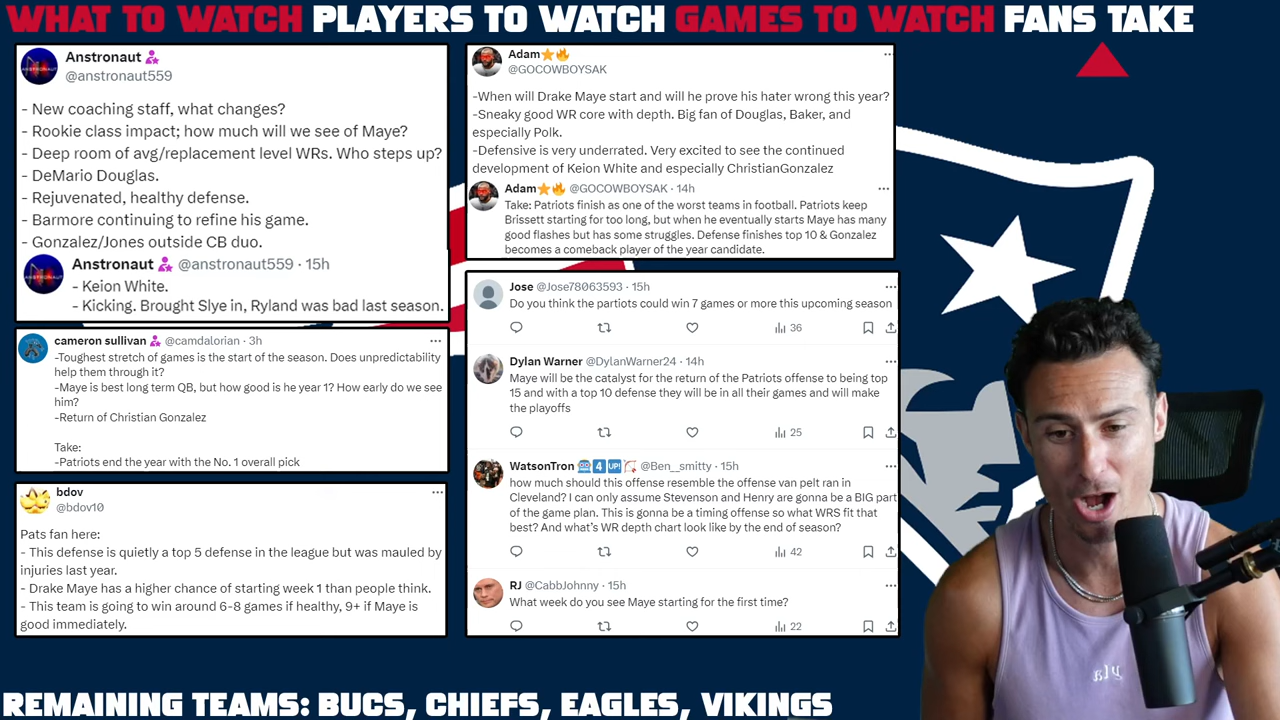 WHAT TO WATCH PLAYERS TO WATCH GAMES TO WATCH FANS TAKE
Anstronaut
@anstronaut559
- New coaching staff, what changes?
- Rookie class impact; how much will we see of Maye?
- Deep room of avg/replacement level WRs. Who steps up?
- DeMario Douglas.
- Rejuvenated, healthy defense.
- Barmore continuing to refine his game.
- Gonzalez/Jones outside CB duo.
Anstronaut @anstronaut559 · 15h
- Keion White.
- Kicking. Brought Slye in, Ryland was bad last season.
cameron sullivan @camdalorian · 3h
-Toughest stretch of games is the start of the season. Does unpredictability
help them through it?
-Maye is best long term QB, but how good is he year 1? How early do we see
him?
-Return of Christian Gonzalez
Take:
-Patriots end the year with the No. 1 overall pick
bdov
@bdov10
Pats fan here:
- This defense is quietly a top 5 defense in the league but was mauled by
injuries last year.
- Drake Maye has a higher chance of starting week 1 than people think.
- This team is going to win around 6-8 games if healthy, 9+ if Maye is
good immediately.
Adam⭐🔥
@GOCOWBOYSAK
-When will Drake Maye start and will he prove his hater wrong this year?
-Sneaky good WR core with depth. Big fan of Douglas, Baker, and
especially Polk.
-Defensive is very underrated. Very excited to see the continued
development of Keion White and especially ChristianGonzalez
Adam⭐🔥 @GOCOWBOYSAK · 14h
Take: Patriots finish as one of the worst teams in football. Patriots keep
Brissett starting for too long, but when he eventually starts Maye has many
good flashes but has some struggles. Defense finishes top 10 & Gonzalez
becomes a comeback player of the year candidate.
Jose @Jose78063593 · 15h
Do you think the partiots could win 7 games or more this upcoming season
36
Dylan Warner @DylanWarner24 · 14h
Maye will be the catalyst for the return of the Patriots offense to being top
15 and with a top 10 defense they will be in all their games and will make
the playoffs
25
WatsonTron 4 UP! @Ben__smitty · 15h
how much should this offense resemble the offense van pelt ran in
Cleveland? I can only assume Stevenson and Henry are gonna be a BIG part
of the game plan. This is gonna be a timing offense so what WRS fit that
best? And what's WR depth chart look like by the end of season?
42
RJ @CabbJohnny · 15h
What week do you see Maye starting for the first time?
22
REMAINING TEAMS: BUCS, CHIEFS, EAGLES, VIKINGS